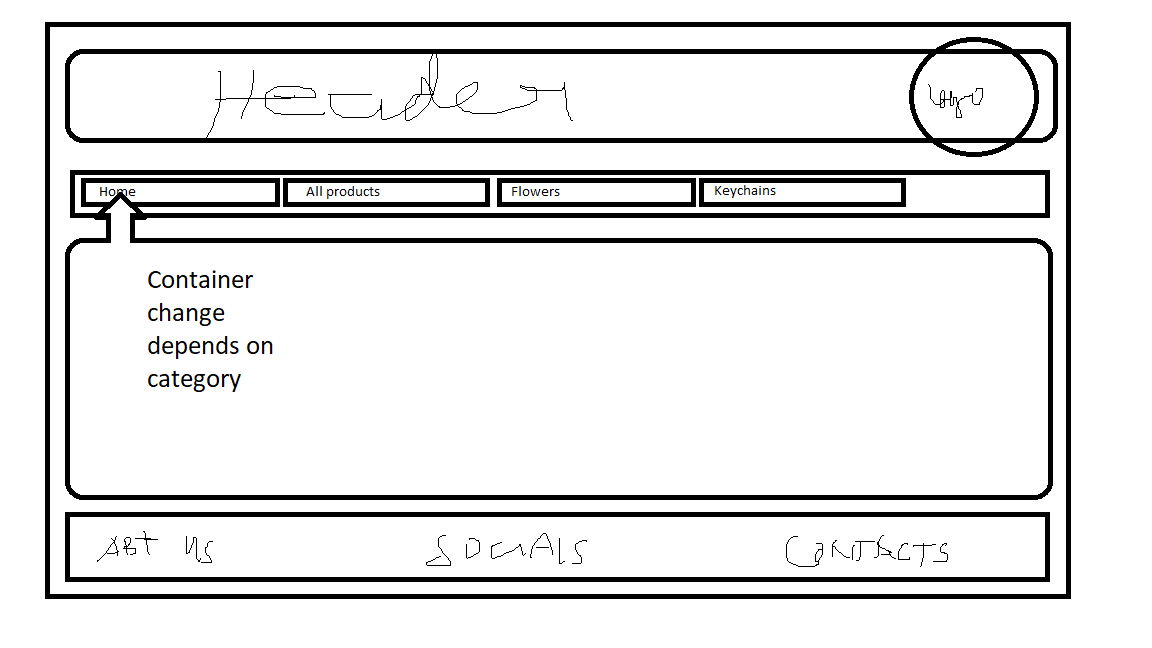 Header
logo
Home
All products
Flowers
Keychains
Container
change
depends on
category
ABT US
SOCIALS
CONTACTS